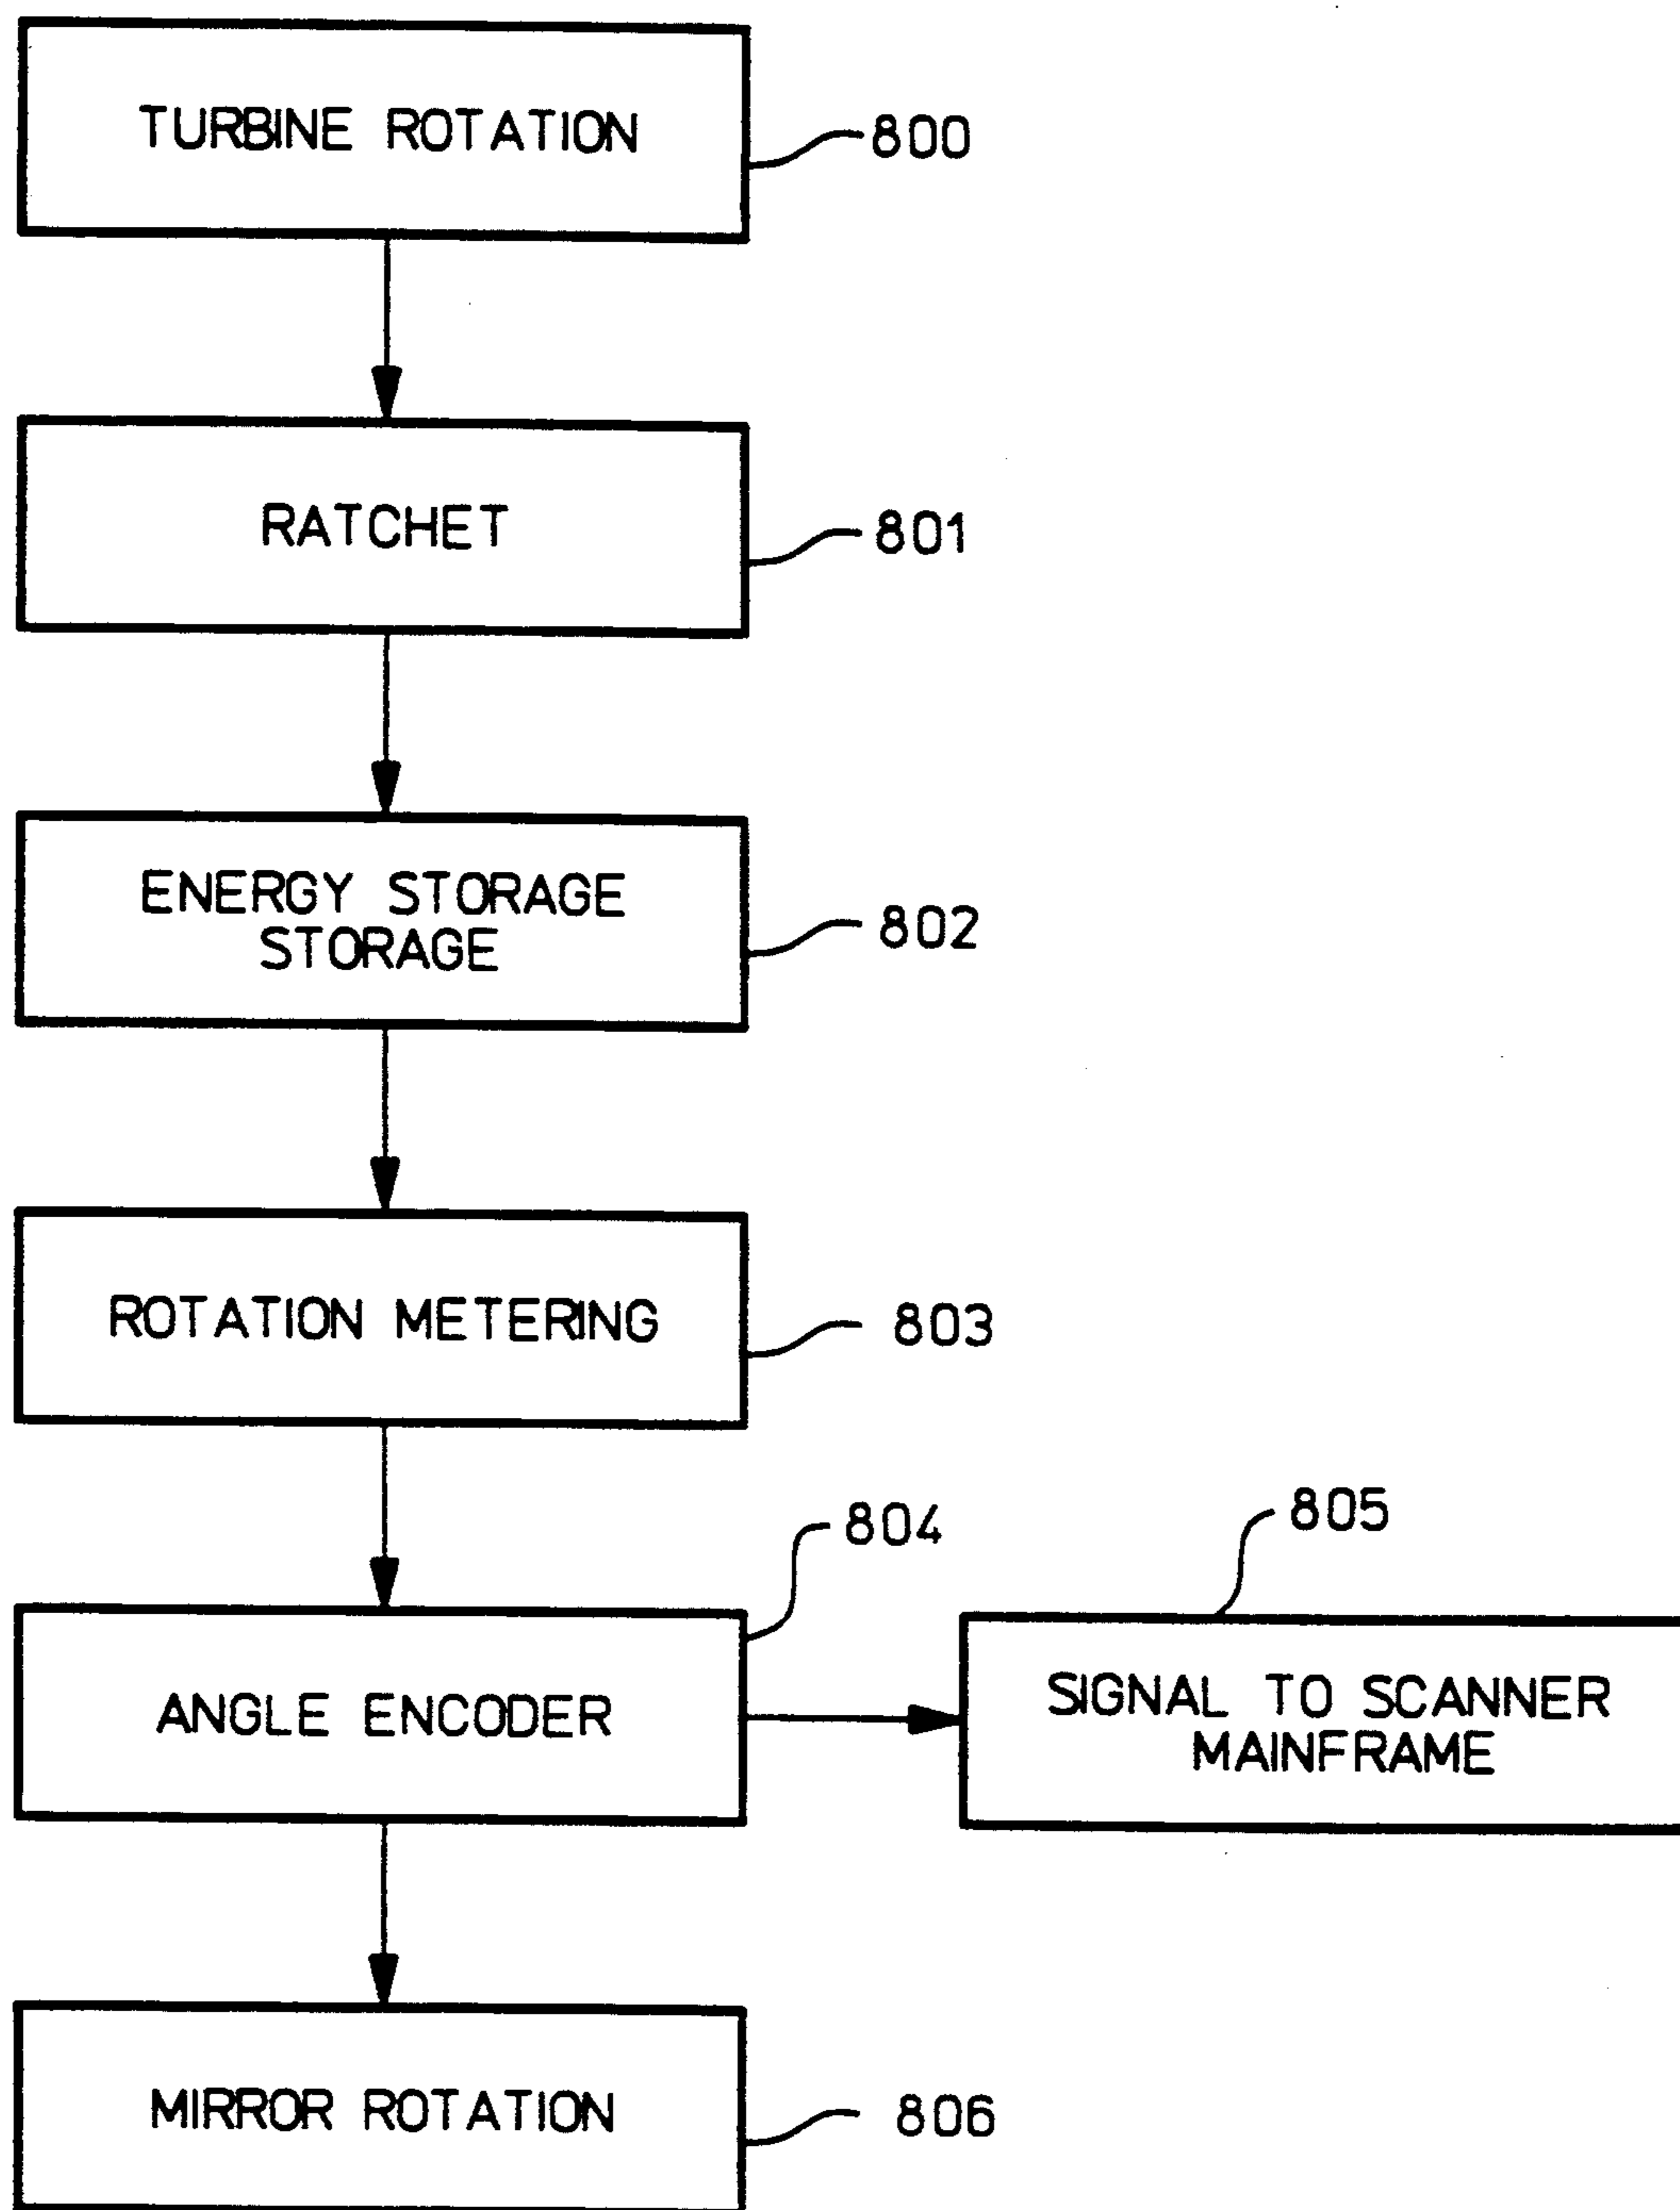 TURBINE ROTATION
800
RATCHET
801
ENERGY STORAGE
STORAGE
802
ROTATION METERING
803
804
805
ANGLE ENCODER
SIGNAL TO SCANNER
MAINFRAME
MIRROR ROTATION
806